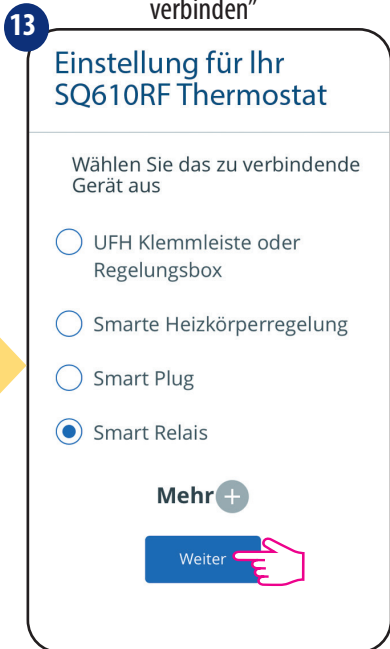 verbinden”
13
Einstellung für Ihr
SQ610RF Thermostat
Wählen Sie das zu verbindende
Gerät aus
UFH Klemmleiste oder
Regelungsbox
Smarte Heizkörperregelung
Smart Plug
Smart Relais
Mehr +
Weiter